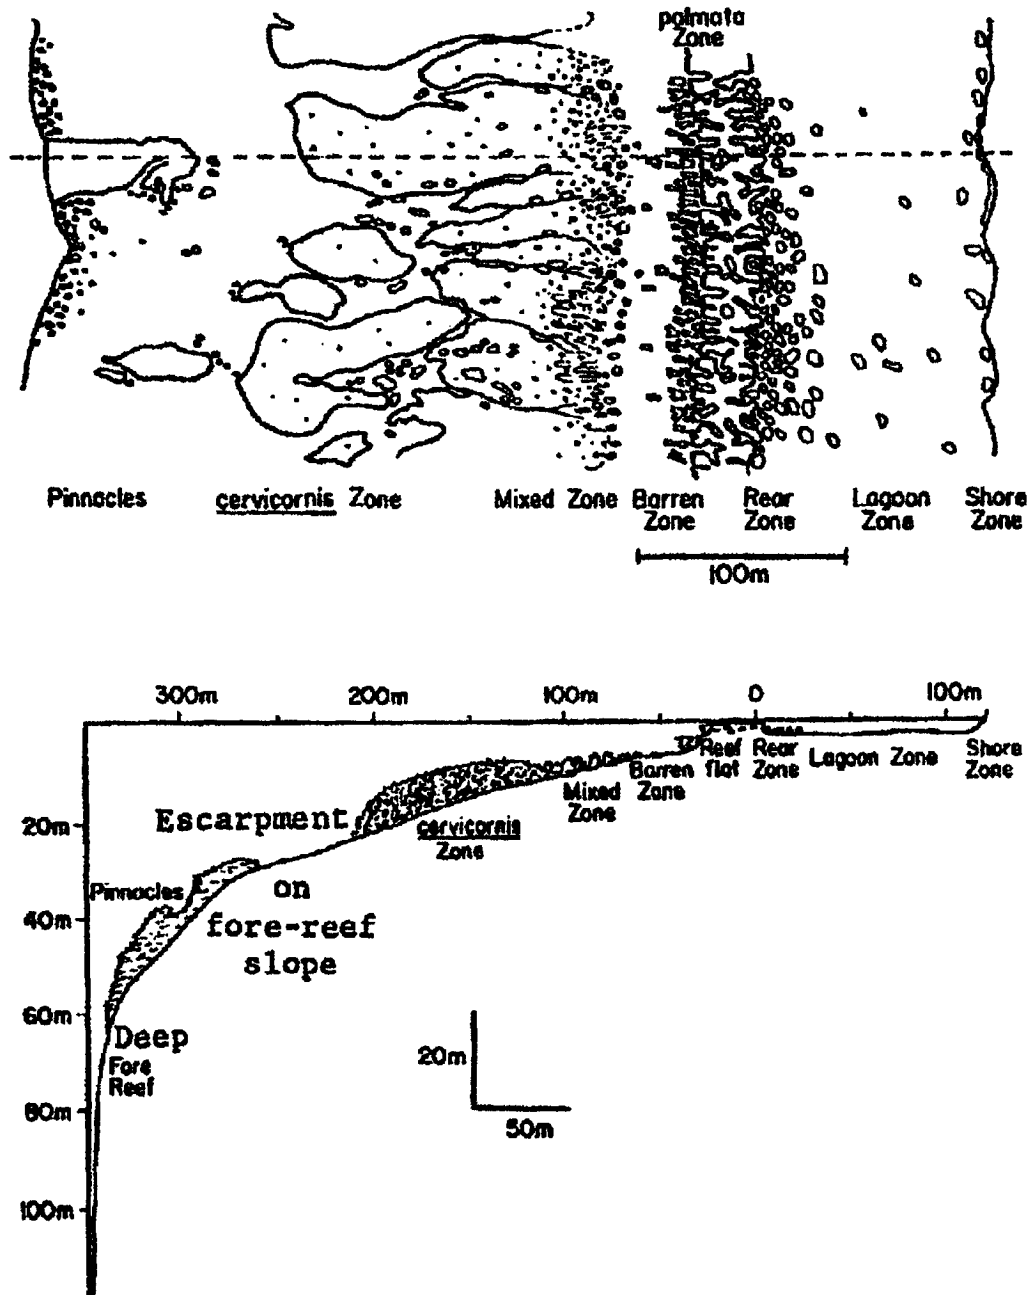 palmata
Zone
Pinnacles
cervicornis Zone
Mixed Zone
Barren
Zone
Rear
Zone
Lagoon
Zone
Shore
Zone
100m
300m
200m
100m
0
100m
Reef
flat
Rear
Zone
Lagoon Zone
Shore
Zone
Barren
Zone
Mixed
Zone
Escarpment
cervicornis
Zone
20m
Pinnacles
on
fore-reef
slope
40m
60m
Deep
Fore
Reef
20m
50m
80m
100m